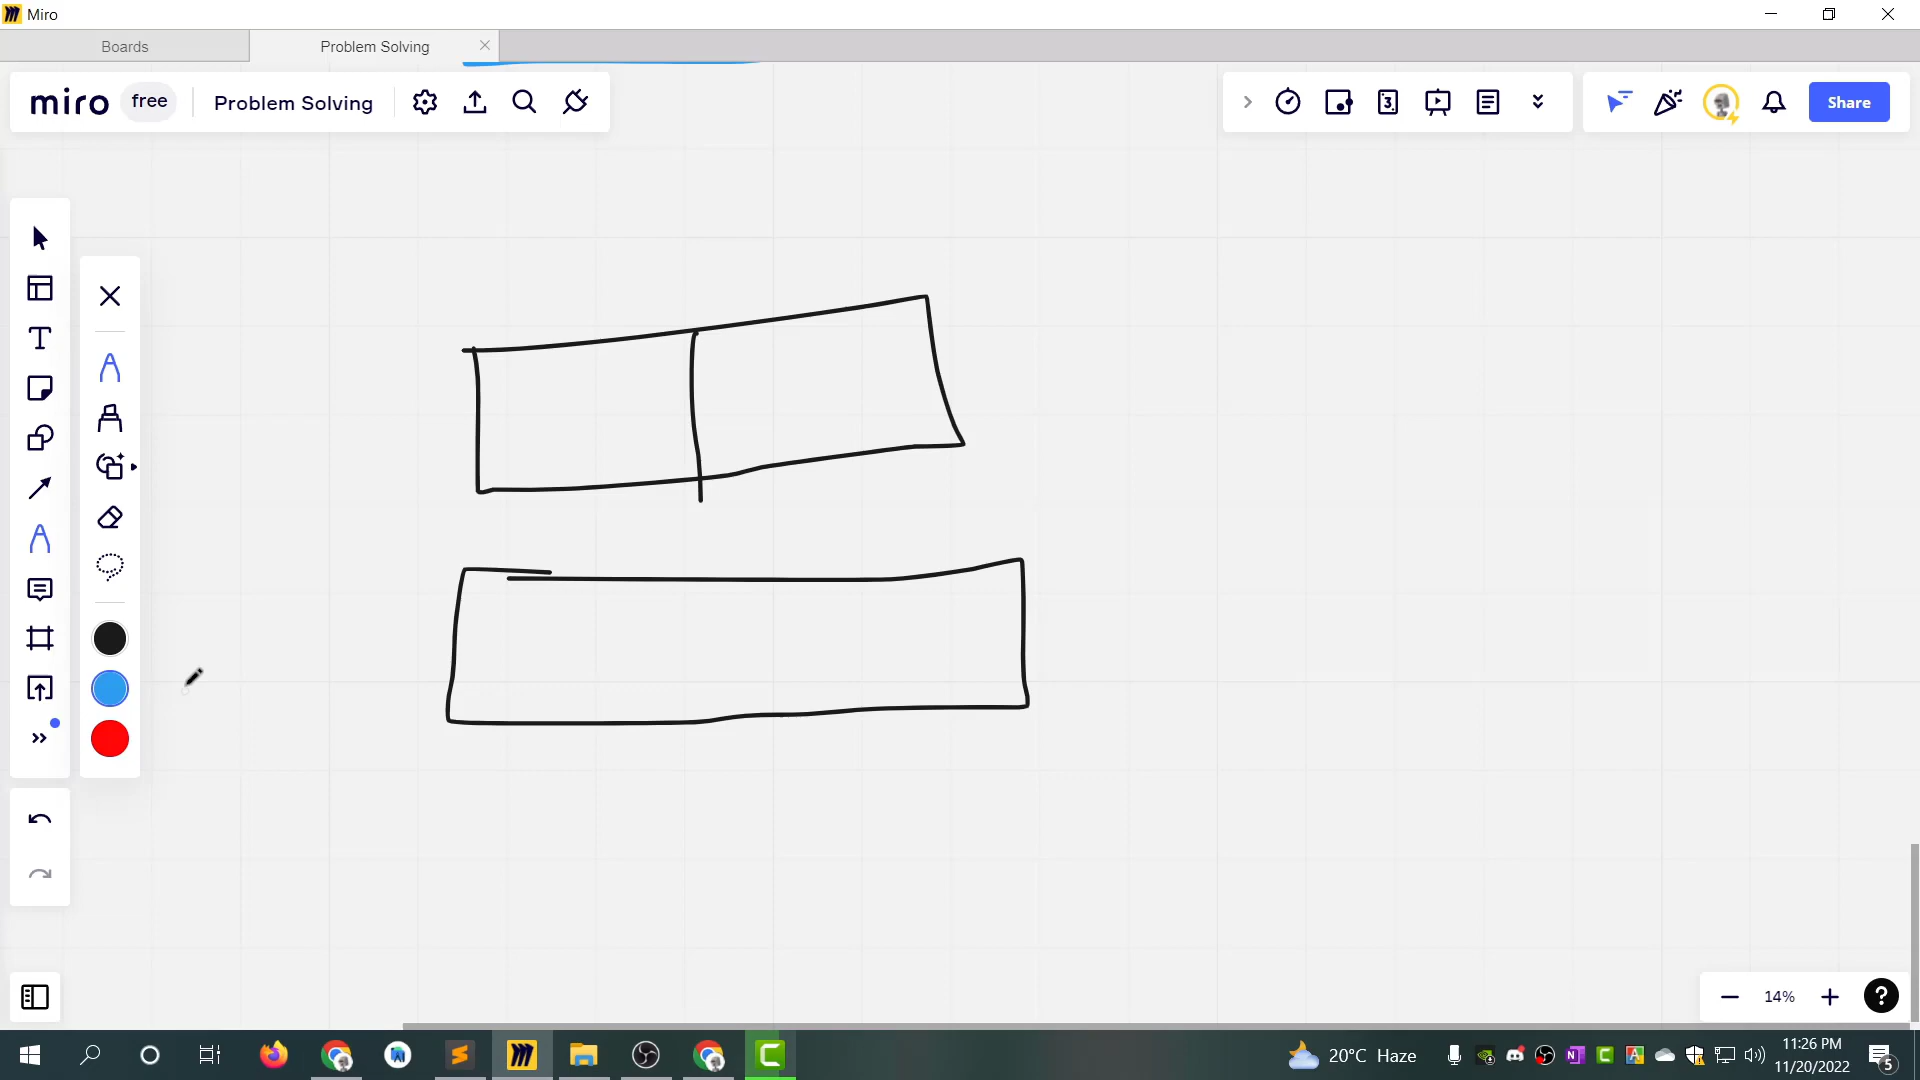 Miro
Boards
Problem Solving
miro
free
Problem Solving
3
Share
14%
20°C Haze
11:26 PM
11/20/2022
5